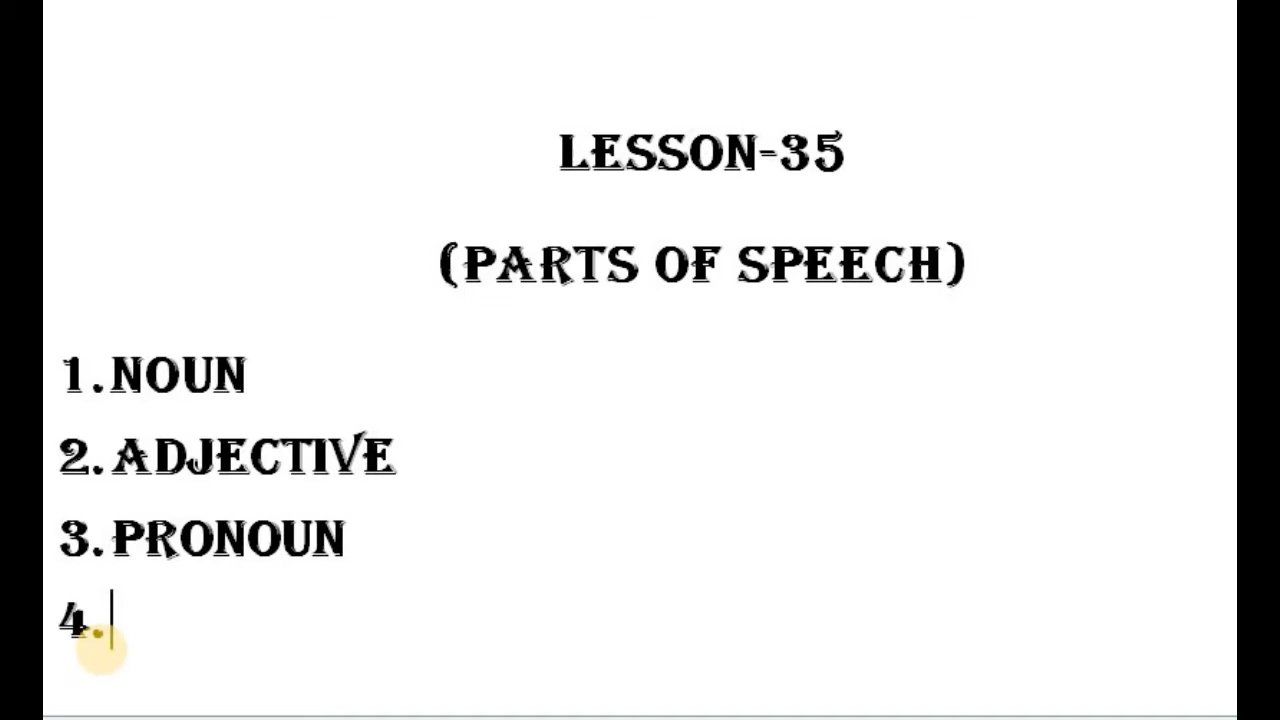 LESSON-35
(PARTS OF SPEECH)
1. NOUN
2. ADJECTIVE
3. PRONOUN
4.